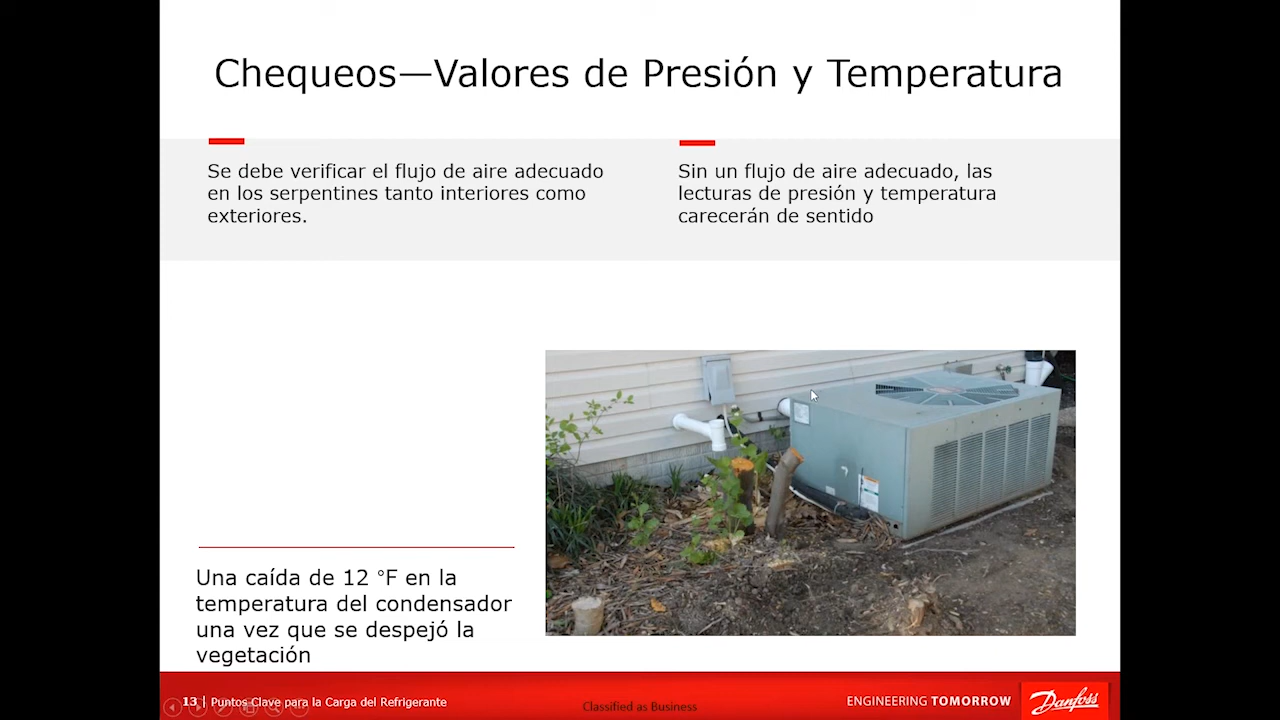 Chequeos—Valores de Presión y Temperatura
Se debe verificar el flujo de aire adecuado
en los serpentines tanto interiores como
exteriores.
Sin un flujo de aire adecuado, las
lecturas de presión y temperatura
carecerán de sentido
Una caída de 12 °F en la
temperatura del condensador
una vez que se despejó la
vegetación
13 | Puntos Clave para la Carga del Refrigerante
Classified as Business
ENGINEERING TOMORROW
Danfoss